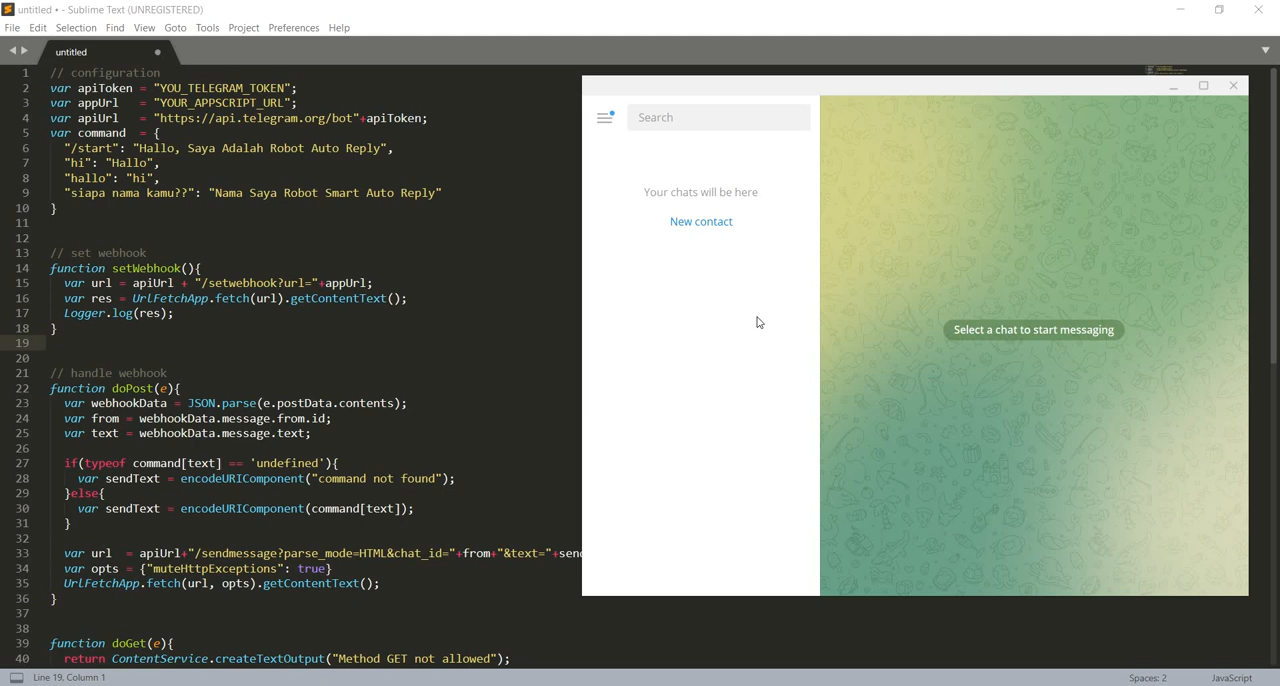 untitled • - Sublime Text (UNREGISTERED)
File Edit Selection Find View Goto Tools Project Preferences Help
untitled
1 // configuration
2 var apiToken = "YOU_TELEGRAM_TOKEN";
3 var appUrl   = "YOUR_APPSCRIPT_URL";
4 var apiUrl   = "https://api.telegram.org/bot"+apiToken;
5 var command  = {
6   "/start": "Hallo, Saya Adalah Robot Auto Reply",
7   "hi": "Hallo",
8   "hallo": "hi",
9   "siapa nama kamu??": "Nama Saya Robot Smart Auto Reply"
10 }
11
12
13 // set webhook
14 function setWebhook(){
15   var url = apiUrl + "/setwebhook?url="+appUrl;
16   var res = UrlFetchApp.fetch(url).getContentText();
17   Logger.log(res);
18 }
19
20
21 // handle webhook
22 function doPost(e){
23   var webhookData = JSON.parse(e.postData.contents);
24   var from = webhookData.message.from.id;
25   var text = webhookData.message.text;
26
27   if(typeof command[text] == 'undefined'){
28     var sendText = encodeURIComponent("command not found");
29   }else{
30     var sendText = encodeURIComponent(command[text]);
31   }
32
33   var url  = apiUrl+"/sendmessage?parse_mode=HTML&chat_id="+from+"&text="+send
34   var opts = {"muteHttpExceptions": true}
35   UrlFetchApp.fetch(url, opts).getContentText();
36 }
37
38
39 function doGet(e){
40   return ContentService.createTextOutput("Method GET not allowed");
Search
Your chats will be here
New contact
Select a chat to start messaging
Line 19, Column 1
Spaces: 2
JavaScript